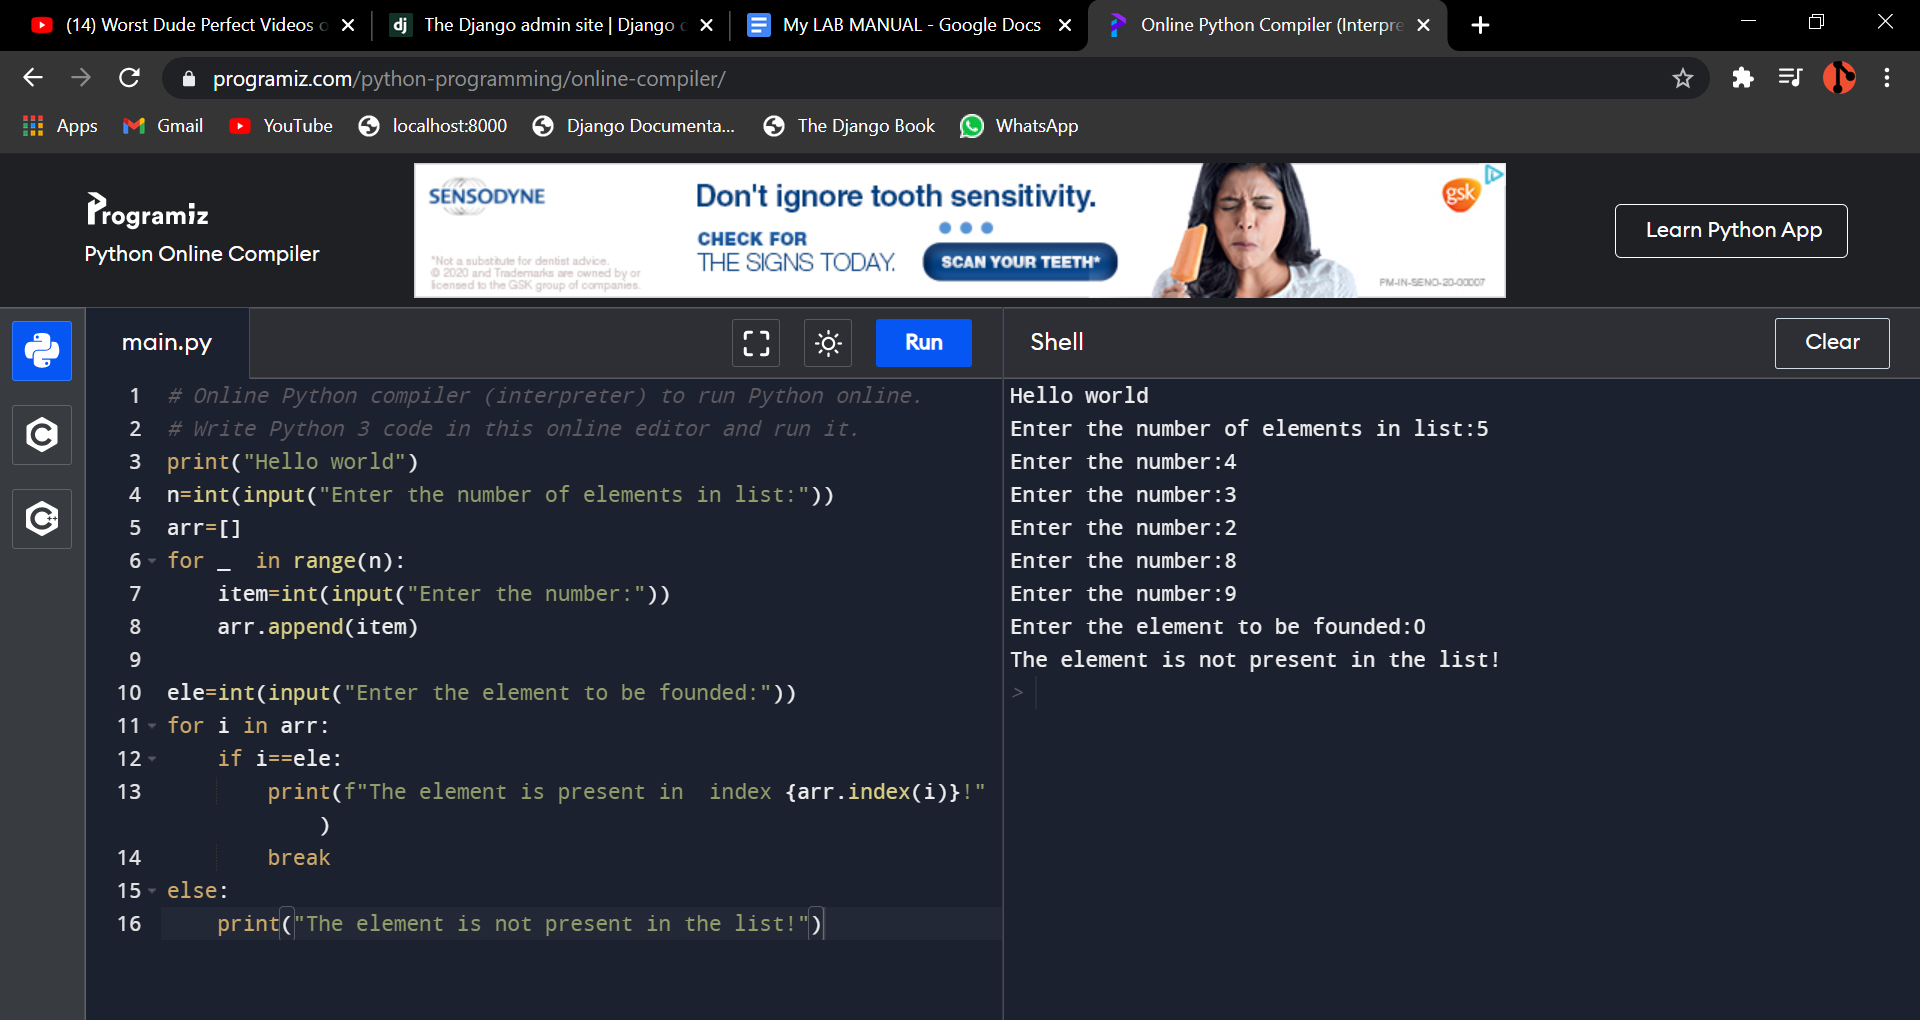 (14) Worst Dude Perfect Videos
The Django admin site | Django
My LAB MANUAL - Google Docs
Online Python Compiler (Interpre
programiz.com/python-programming/online-compiler/
Apps
Gmail
YouTube
localhost:8000
Django Documenta...
The Django Book
WhatsApp
Programiz
Python Online Compiler
SENSODYNE
*Not a substitute for dentist advice.
© 2020 and Trademarks are owned by or
licensed to the GSK group of companies.
Don't ignore tooth sensitivity.
CHECK FOR
THE SIGNS TODAY.
SCAN YOUR TEETH*
gsk
PM-IN-SENO-20-00007
Learn Python App
main.py
Run
Shell
Clear
1 # Online Python compiler (interpreter) to run Python online.
2 # Write Python 3 code in this online editor and run it.
3 print("Hello world")
4 n=int(input("Enter the number of elements in list:"))
5 arr=[]
6 for _  in range(n):
7     item=int(input("Enter the number:"))
8     arr.append(item)
9
10 ele=int(input("Enter the element to be founded:"))
11 for i in arr:
12     if i==ele:
13         print(f"The element is present in  index {arr.index(i)}!"
)
14         break
15 else:
16     print("The element is not present in the list!")
Hello world
Enter the number of elements in list:5
Enter the number:4
Enter the number:3
Enter the number:2
Enter the number:8
Enter the number:9
Enter the element to be founded:0
The element is not present in the list!
>